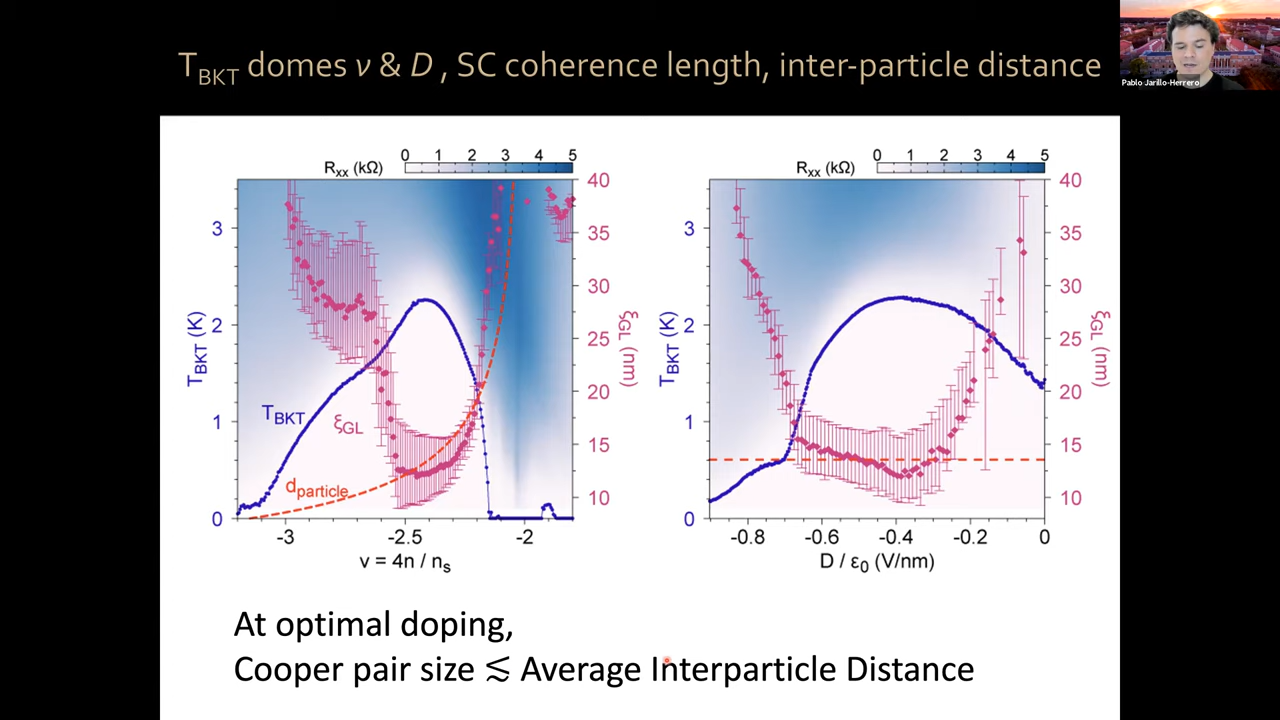 T_BKT domes ν & D , SC coherence length, inter-particle distance
Pablo Jarillo-Herrero
R_xx (kΩ)
0 1 2 3 4 5
T_BKT (K)
3
2
1
0
40
35
30
25
20
15
10
ξ_GL (nm)
T_BKT
ξ_GL
d_particle
-3 -2.5 -2
ν = 4n / n_s
R_xx (kΩ)
0 1 2 3 4 5
T_BKT (K)
3
2
1
0
40
35
30
25
20
15
10
ξ_GL (nm)
-0.8 -0.6 -0.4 -0.2 0
D / ε_0 (V/nm)
At optimal doping,
Cooper pair size ≲ Average Interparticle Distance